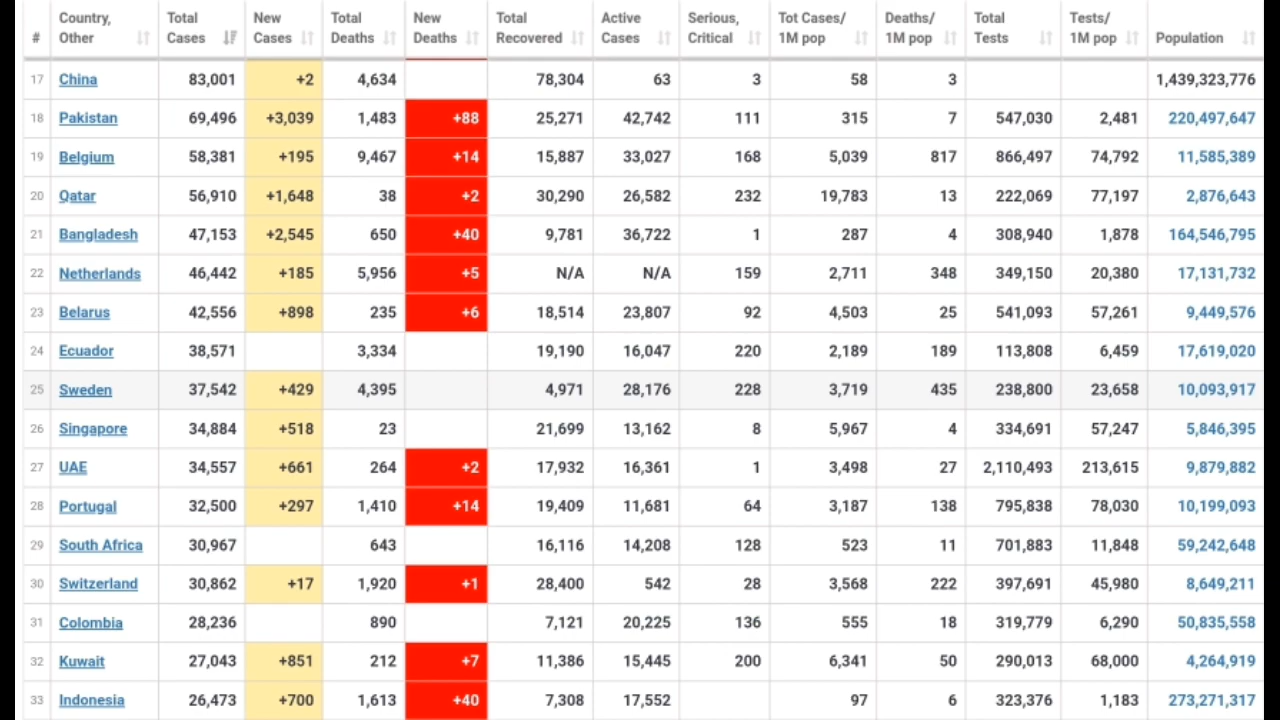 # Country, Other Total Cases New Cases Total Deaths New Deaths Total Recovered Active Cases Serious, Critical Tot Cases/ 1M pop Deaths/ 1M pop Total Tests Tests/ 1M pop Population
17 China 83,001 +2 4,634 78,304 63 3 58 3 1,439,323,776
18 Pakistan 69,496 +3,039 1,483 +88 25,271 42,742 111 315 7 547,030 2,481 220,497,647
19 Belgium 58,381 +195 9,467 +14 15,887 33,027 168 5,039 817 866,497 74,792 11,585,389
20 Qatar 56,910 +1,648 38 +2 30,290 26,582 232 19,783 13 222,069 77,197 2,876,643
21 Bangladesh 47,153 +2,545 650 +40 9,781 36,722 1 287 4 308,940 1,878 164,546,795
22 Netherlands 46,442 +185 5,956 +5 N/A N/A 159 2,711 348 349,150 20,380 17,131,732
23 Belarus 42,556 +898 235 +6 18,514 23,807 92 4,503 25 541,093 57,261 9,449,576
24 Ecuador 38,571 3,334 19,190 16,047 220 2,189 189 113,808 6,459 17,619,020
25 Sweden 37,542 +429 4,395 4,971 28,176 228 3,719 435 238,800 23,658 10,093,917
26 Singapore 34,884 +518 23 21,699 13,162 8 5,967 4 334,691 57,247 5,846,395
27 UAE 34,557 +661 264 +2 17,932 16,361 1 3,498 27 2,110,493 213,615 9,879,882
28 Portugal 32,500 +297 1,410 +14 19,409 11,681 64 3,187 138 795,838 78,030 10,199,093
29 South Africa 30,967 643 16,116 14,208 128 523 11 701,883 11,848 59,242,648
30 Switzerland 30,862 +17 1,920 +1 28,400 542 28 3,568 222 397,691 45,980 8,649,211
31 Colombia 28,236 890 7,121 20,225 136 555 18 319,779 6,290 50,835,558
32 Kuwait 27,043 +851 212 +7 11,386 15,445 200 6,341 50 290,013 68,000 4,264,919
33 Indonesia 26,473 +700 1,613 +40 7,308 17,552 97 6 323,376 1,183 273,271,317